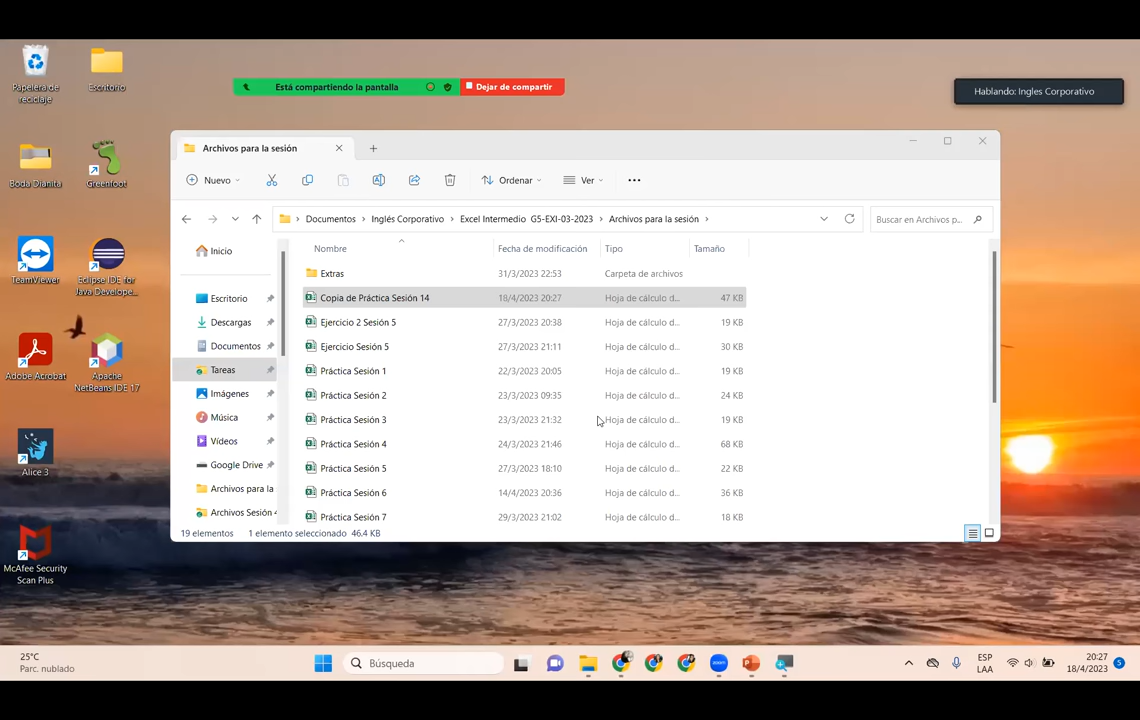 Papelera de
reciclaje
Escritorio
Está compartiendo la pantalla
Dejar de compartir
Hablando: Ingles Corporativo
Boda Dianita
Greenfoot
TeamViewer
Eclipse IDE for
Java Develope...
Adobe Acrobat
Apache
NetBeans IDE 17
Alice 3
McAfee Security
Scan Plus
Archivos para la sesión
Nuevo
Ordenar
Ver
Documentos > Inglés Corporativo > Excel Intermedio G5-EXI-03-2023 > Archivos para la sesión >
Buscar en Archivos p...
Inicio
Escritorio
Descargas
Documentos
Tareas
Imágenes
Música
Vídeos
Google Drive
Archivos para la
Archivos Sesión 4
Nombre Fecha de modificación Tipo Tamaño
Extras 31/3/2023 22:53 Carpeta de archivos
Copia de Práctica Sesión 14 18/4/2023 20:27 Hoja de cálculo d... 47 KB
Ejercicio 2 Sesión 5 27/3/2023 20:38 Hoja de cálculo d... 19 KB
Ejercicio Sesión 5 27/3/2023 21:11 Hoja de cálculo d... 30 KB
Práctica Sesión 1 22/3/2023 20:05 Hoja de cálculo d... 19 KB
Práctica Sesión 2 23/3/2023 09:35 Hoja de cálculo d... 24 KB
Práctica Sesión 3 23/3/2023 21:32 Hoja de cálculo d... 19 KB
Práctica Sesión 4 24/3/2023 21:46 Hoja de cálculo d... 68 KB
Práctica Sesión 5 27/3/2023 18:10 Hoja de cálculo d... 22 KB
Práctica Sesión 6 14/4/2023 20:36 Hoja de cálculo d... 36 KB
Práctica Sesión 7 29/3/2023 21:02 Hoja de cálculo d... 18 KB
19 elementos 1 elemento seleccionado 46.4 KB
25°C
Parc. nublado
Búsqueda
zoom
ESP
LAA
20:27
18/4/2023
5